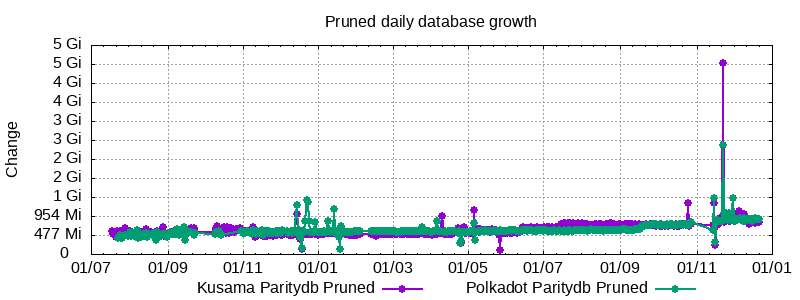 Pruned daily database growth
5 Gi
5 Gi
4 Gi
4 Gi
3 Gi
3 Gi
2 Gi
2 Gi
1 Gi
954 Mi
477 Mi
0
Change
01/07 01/09 01/11 01/01 01/03 01/05 01/07 01/09 01/11 01/01
Kusama Paritydb Pruned Polkadot Paritydb Pruned